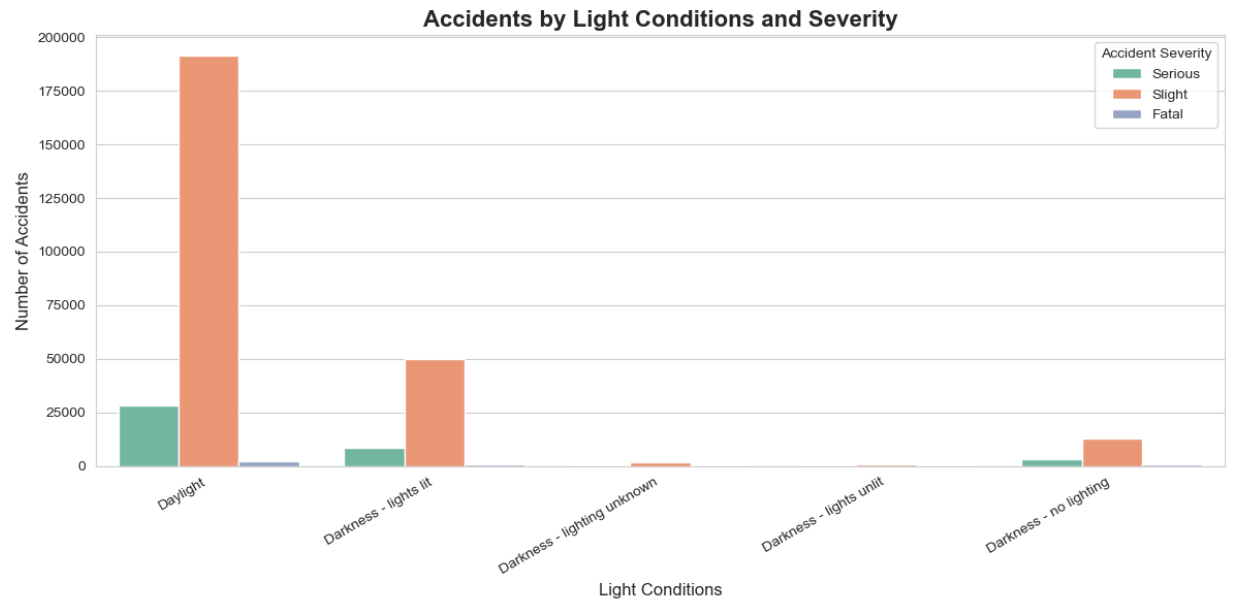 Accidents by Light Conditions and Severity
Accident Severity
Serious
Slight
Fatal
Number of Accidents
200000
175000
150000
125000
100000
75000
50000
25000
0
Daylight
Darkness - lights lit
Darkness - lighting unknown
Darkness - lights unlit
Darkness - no lighting
Light Conditions